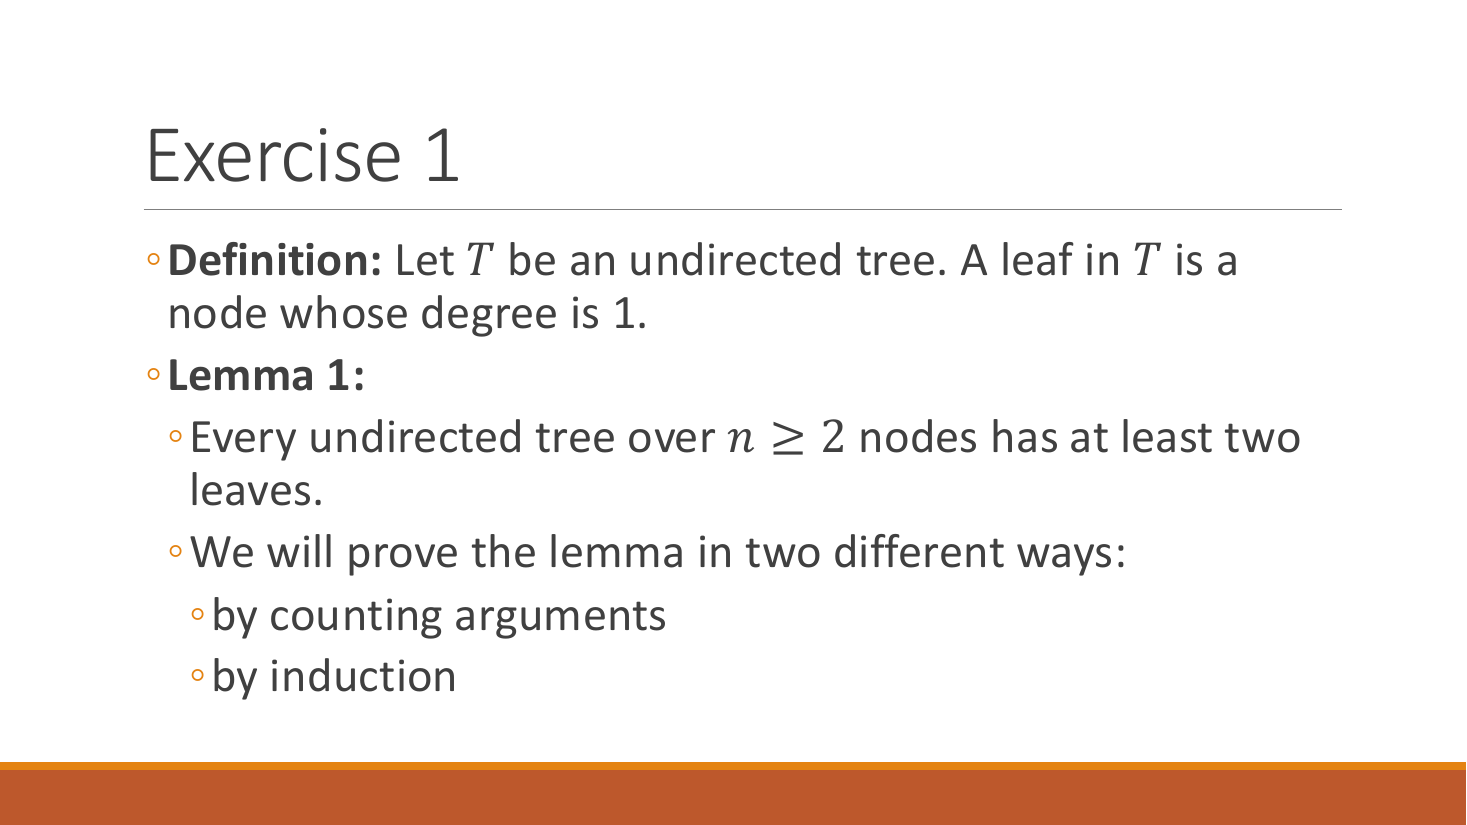 Exercise 1
◦Definition: Let 𝑇 be an undirected tree. A leaf in 𝑇 is a
node whose degree is 1.
◦Lemma 1:
◦Every undirected tree over 𝑛 ≥ 2 nodes has at least two
leaves.
◦We will prove the lemma in two different ways:
◦by counting arguments
◦by induction